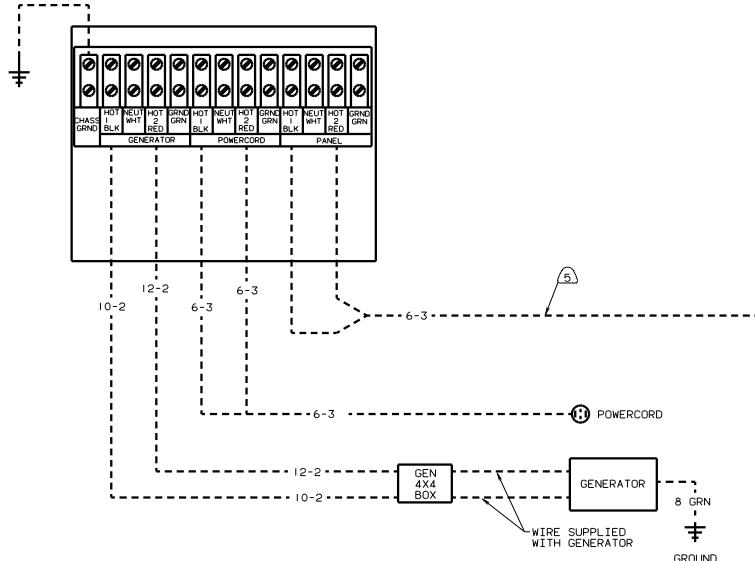 CHASS GRND
HOT 1 BLK
NEUT WHT
HOT 2 RED
GRND GRN
HOT 1 BLK
NEUT WHT
HOT 2 RED
GRND GRN
HOT 1 BLK
NEUT WHT
HOT 2 RED
GRND GRN
GENERATOR
POWERCORD
PANEL
5
10-2
12-2
6-3
6-3
6-3
6-3
POWERCORD
12-2
10-2
GEN
4X4
BOX
GENERATOR
8 GRN
WIRE SUPPLIED
WITH GENERATOR
GROUND